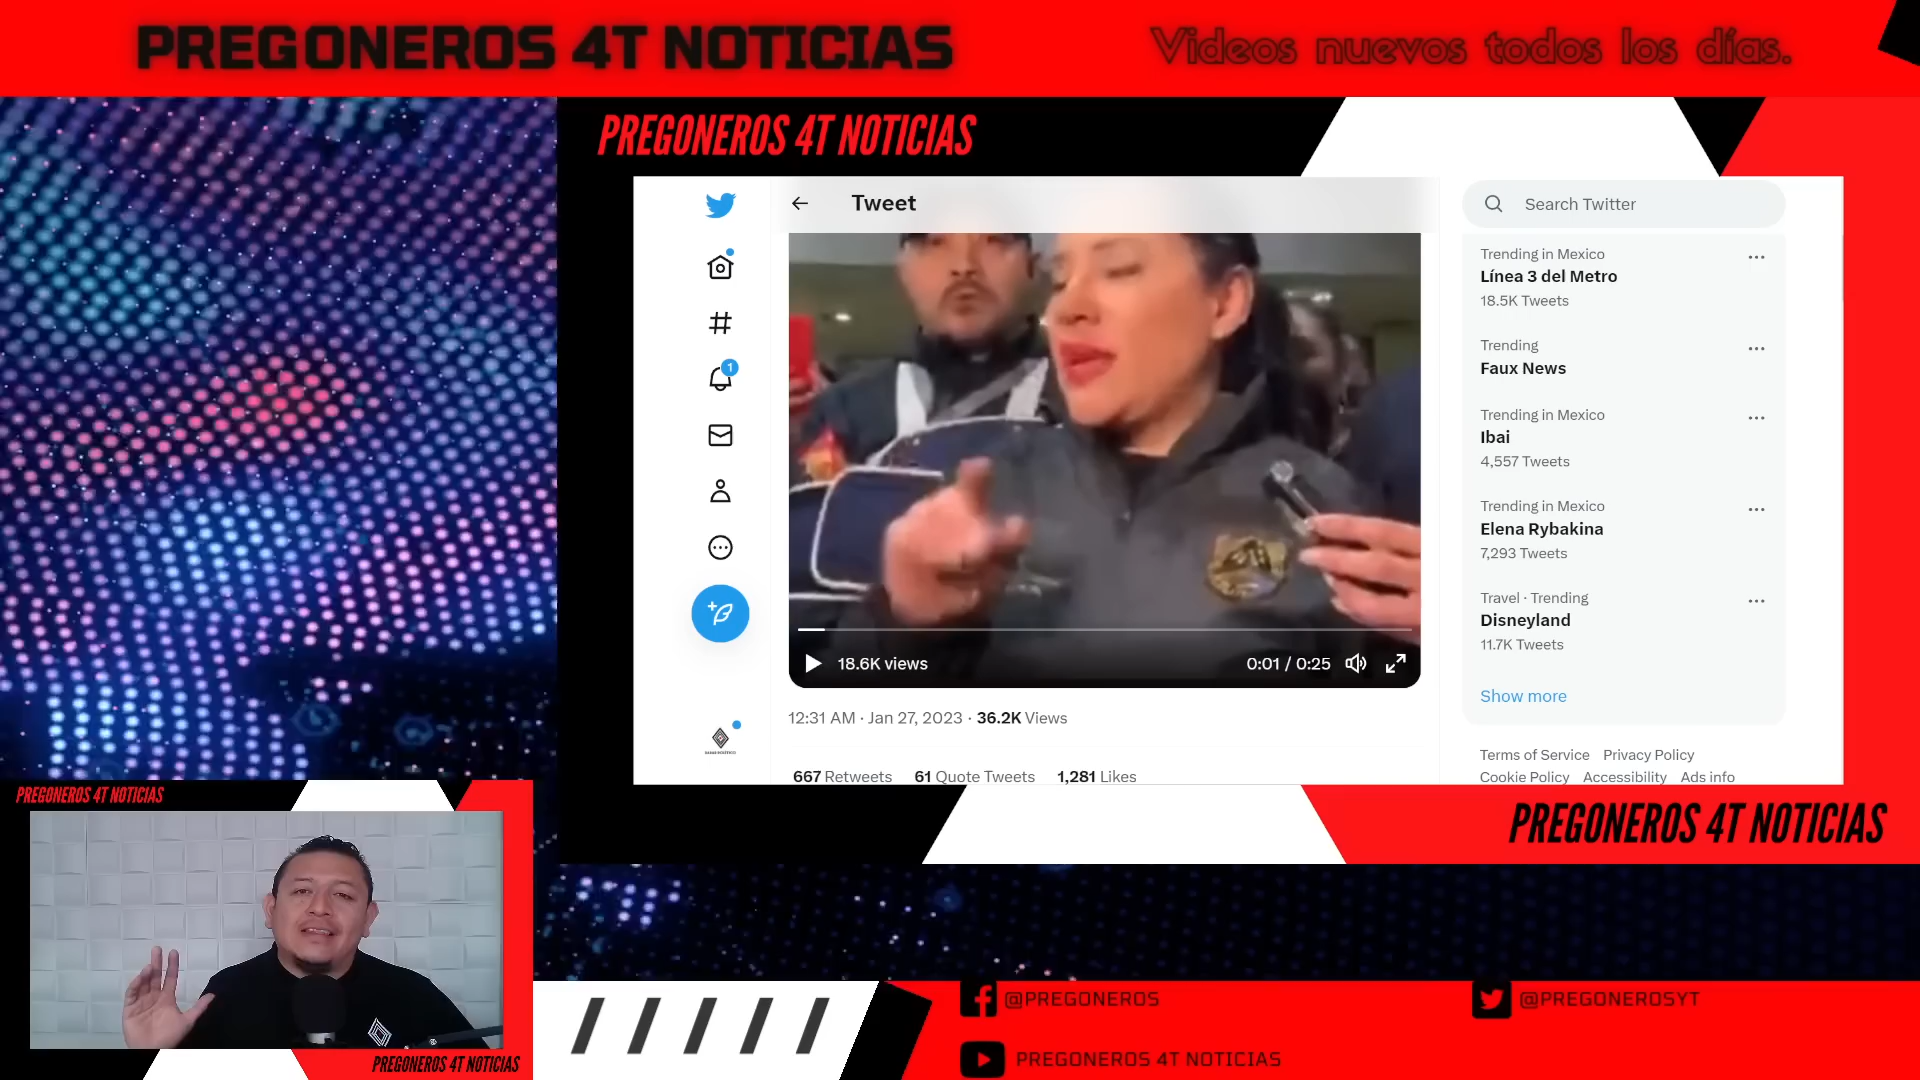 PREGONEROS 4T NOTICIAS
Videos nuevos todos los días.
PREGONEROS 4T NOTICIAS
Tweet
Search Twitter
Trending in Mexico
Línea 3 del Metro
18.5K Tweets
Trending
Faux News
Trending in Mexico
Ibai
4,557 Tweets
Trending in Mexico
Elena Rybakina
7,293 Tweets
Travel · Trending
Disneyland
11.7K Tweets
Show more
1
18.6K views
0:01 / 0:25
12:31 AM · Jan 27, 2023 · 36.2K Views
667 Retweets 61 Quote Tweets 1,281 Likes
Terms of Service Privacy Policy
Cookie Policy Accessibility Ads info
PREGONEROS 4T NOTICIAS
PREGONEROS 4T NOTICIAS
PREGONEROS 4T NOTICIAS
@PREGONEROS
@PREGONEROSYT
PREGONEROS 4T NOTICIAS